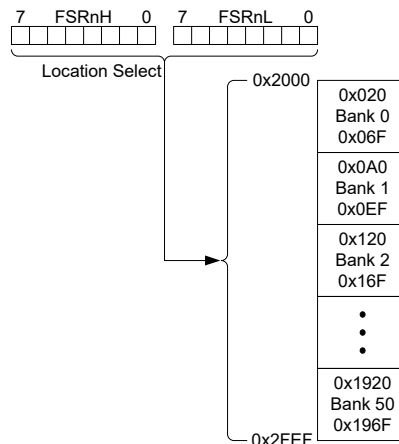 7 FSRnH 0 7 FSRnL 0
Location Select
0x2000
0x020
Bank 0
0x06F
0x0A0
Bank 1
0x0EF
0x120
Bank 2
0x16F
0x1920
Bank 50
0x196F
0x2FEF